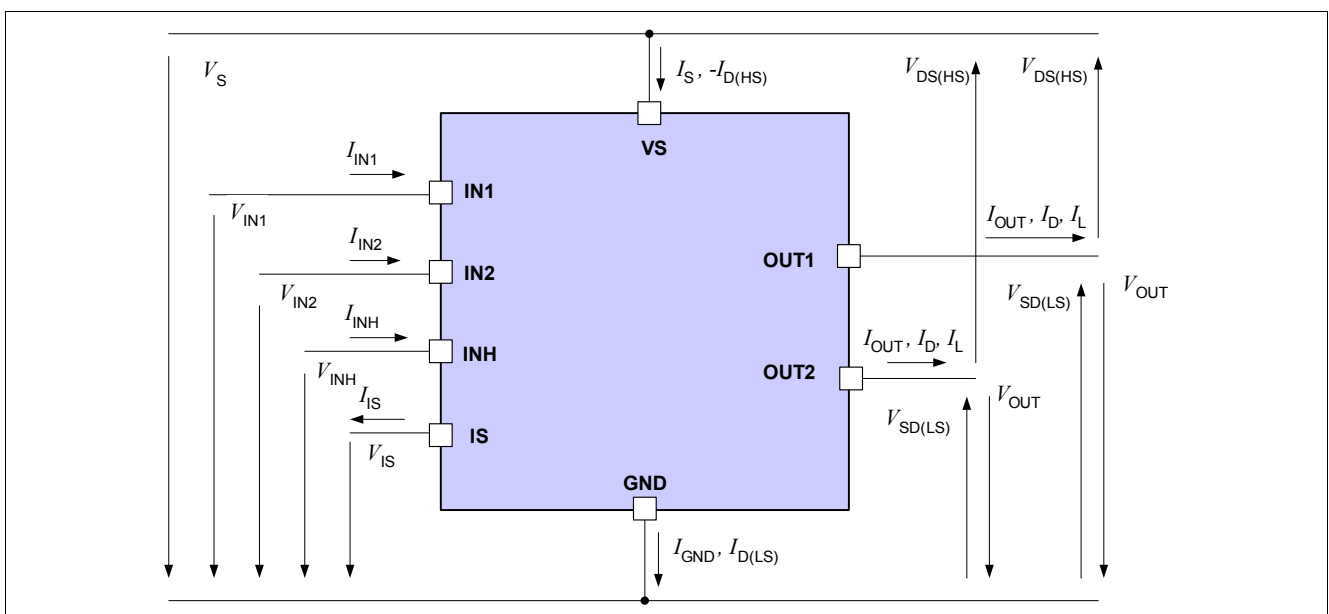 V_S
I_S, -I_D(HS)
V_DS(HS)
V_DS(HS)
VS
I_IN1
IN1
V_IN1
I_IN2
IN2
V_IN2
I_OUT, I_D, I_L
OUT1
V_SD(LS)
V_OUT
I_INH
INH
V_INH
I_OUT, I_D, I_L
OUT2
V_OUT
I_IS
IS
V_IS
V_SD(LS)
GND
I_GND, I_D(LS)